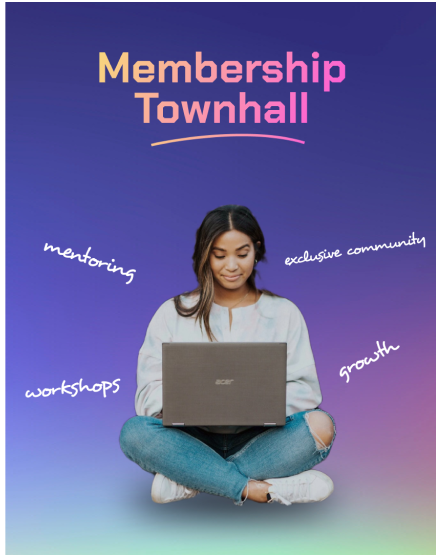 Membership
Townhall
mentoring
exclusive community
workshops
growth
acer